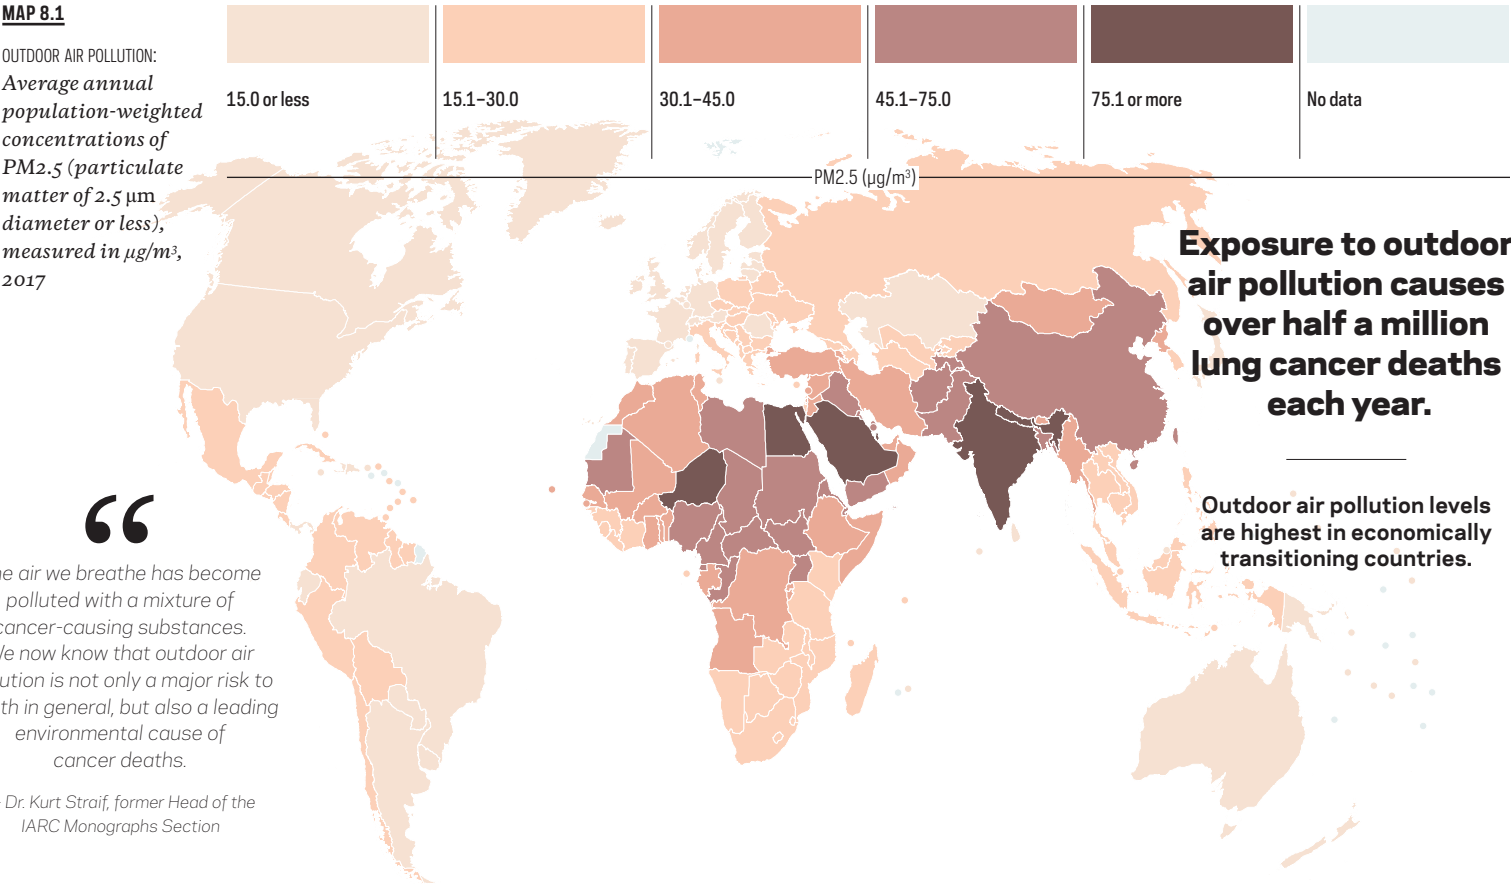 MAP 8.1
OUTDOOR AIR POLLUTION:
Average annual
population-weighted
concentrations of
PM2.5 (particulate
matter of 2.5 µm
diameter or less),
measured in µg/m³,
2017
15.0 or less
15.1–30.0
30.1–45.0
45.1–75.0
75.1 or more
No data
PM2.5 (µg/m³)
Exposure to outdoor
air pollution causes
over half a million
lung cancer deaths
each year.
Outdoor air pollution levels
are highest in economically
transitioning countries.
“
air we breathe has become
polluted with a mixture of
cancer-causing substances.
now know that outdoor air
is not only a major risk to
in general, but also a leading
environmental cause of
cancer deaths.
Dr. Kurt Straif, former Head of the
IARC Monographs Section